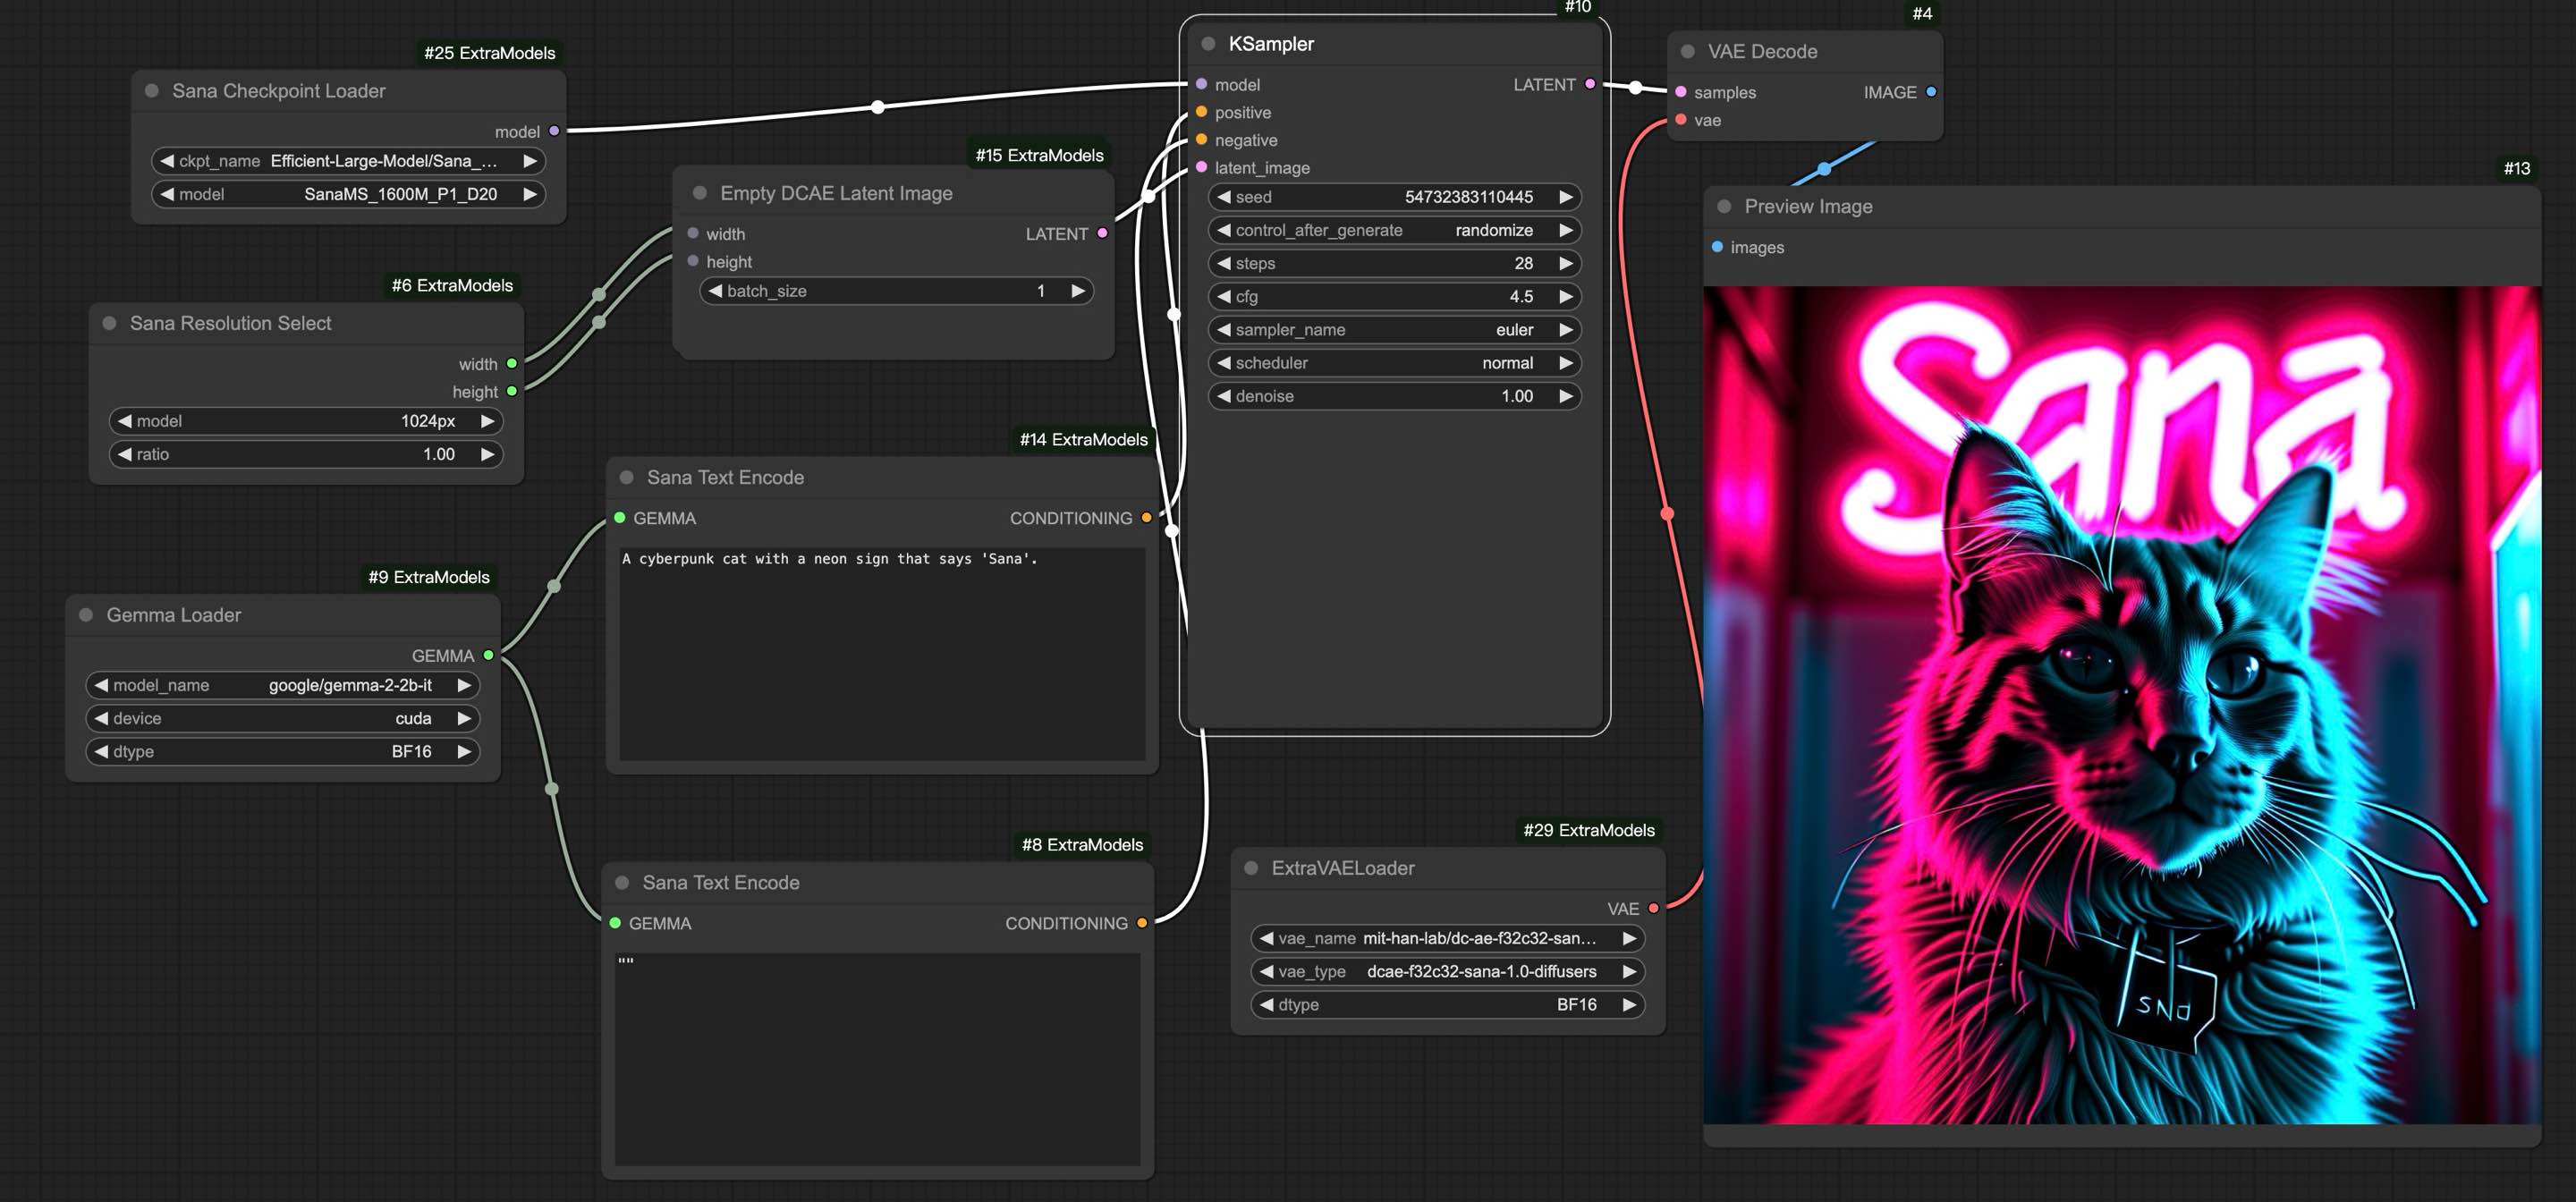 #25 ExtraModels
Sana Checkpoint Loader
model
ckpt_name Efficient-Large-Model/Sana_...
model SanaMS_1600M_P1_D20
#6 ExtraModels
Sana Resolution Select
width
height
model 1024px
ratio 1.00
#9 ExtraModels
Gemma Loader
GEMMA
model_name google/gemma-2-2b-it
device cuda
dtype BF16
#15 ExtraModels
Empty DCAE Latent Image
width LATENT
height
batch_size 1
#14 ExtraModels
Sana Text Encode
GEMMA CONDITIONING
A cyberpunk cat with a neon sign that says 'Sana'.
#8 ExtraModels
Sana Text Encode
GEMMA CONDITIONING
""
#10
KSampler
model LATENT
positive
negative
latent_image
seed 54732383110445
control_after_generate randomize
steps 28
cfg 4.5
sampler_name euler
scheduler normal
denoise 1.00
#29 ExtraModels
ExtraVAELoader
VAE
vae_name mit-han-lab/dc-ae-f32c32-san...
vae_type dcae-f32c32-sana-1.0-diffusers
dtype BF16
#4
VAE Decode
samples IMAGE
vae
#13
Preview Image
images
Sana